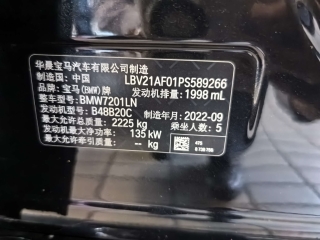 华晨宝马汽车有限公司制造
制造国：中国 LBV21AF01PS589266
品牌：宝马(BMW)牌 发动机排量：1998 mL
整车型号：BMW7201LN
发动机型号：B48B20C 制造年月：2022-09
最大允许总质量：2225 kg 乘坐人数：5
发动机最大净功率：135 kW
最大允许牵引质量：-- kg